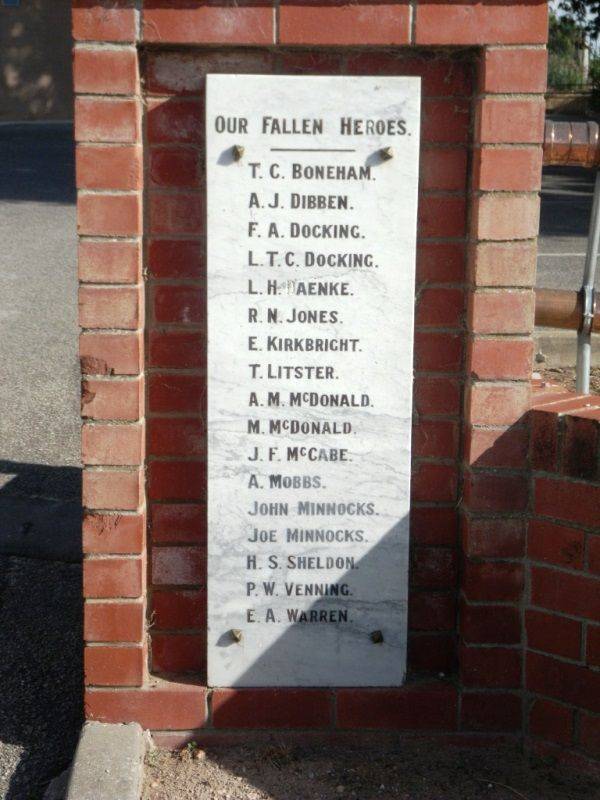 OUR FALLEN HEROES.
T. C. BONEHAM.
A. J. DIBBEN.
F. A. DOCKING.
L. T. C. DOCKING.
L. H.
R. N. JONES.
E. KIRKBRIGHT.
T. LITSTER.
A. M. McDONALD.
M. McDONALD.
J. F. McCABE.
A. MOBBS.
JOHN MINNOCKS.
JOE MINNOCKS.
H. S. SHELDON.
P. W. VENNING.
E. A. WARREN.